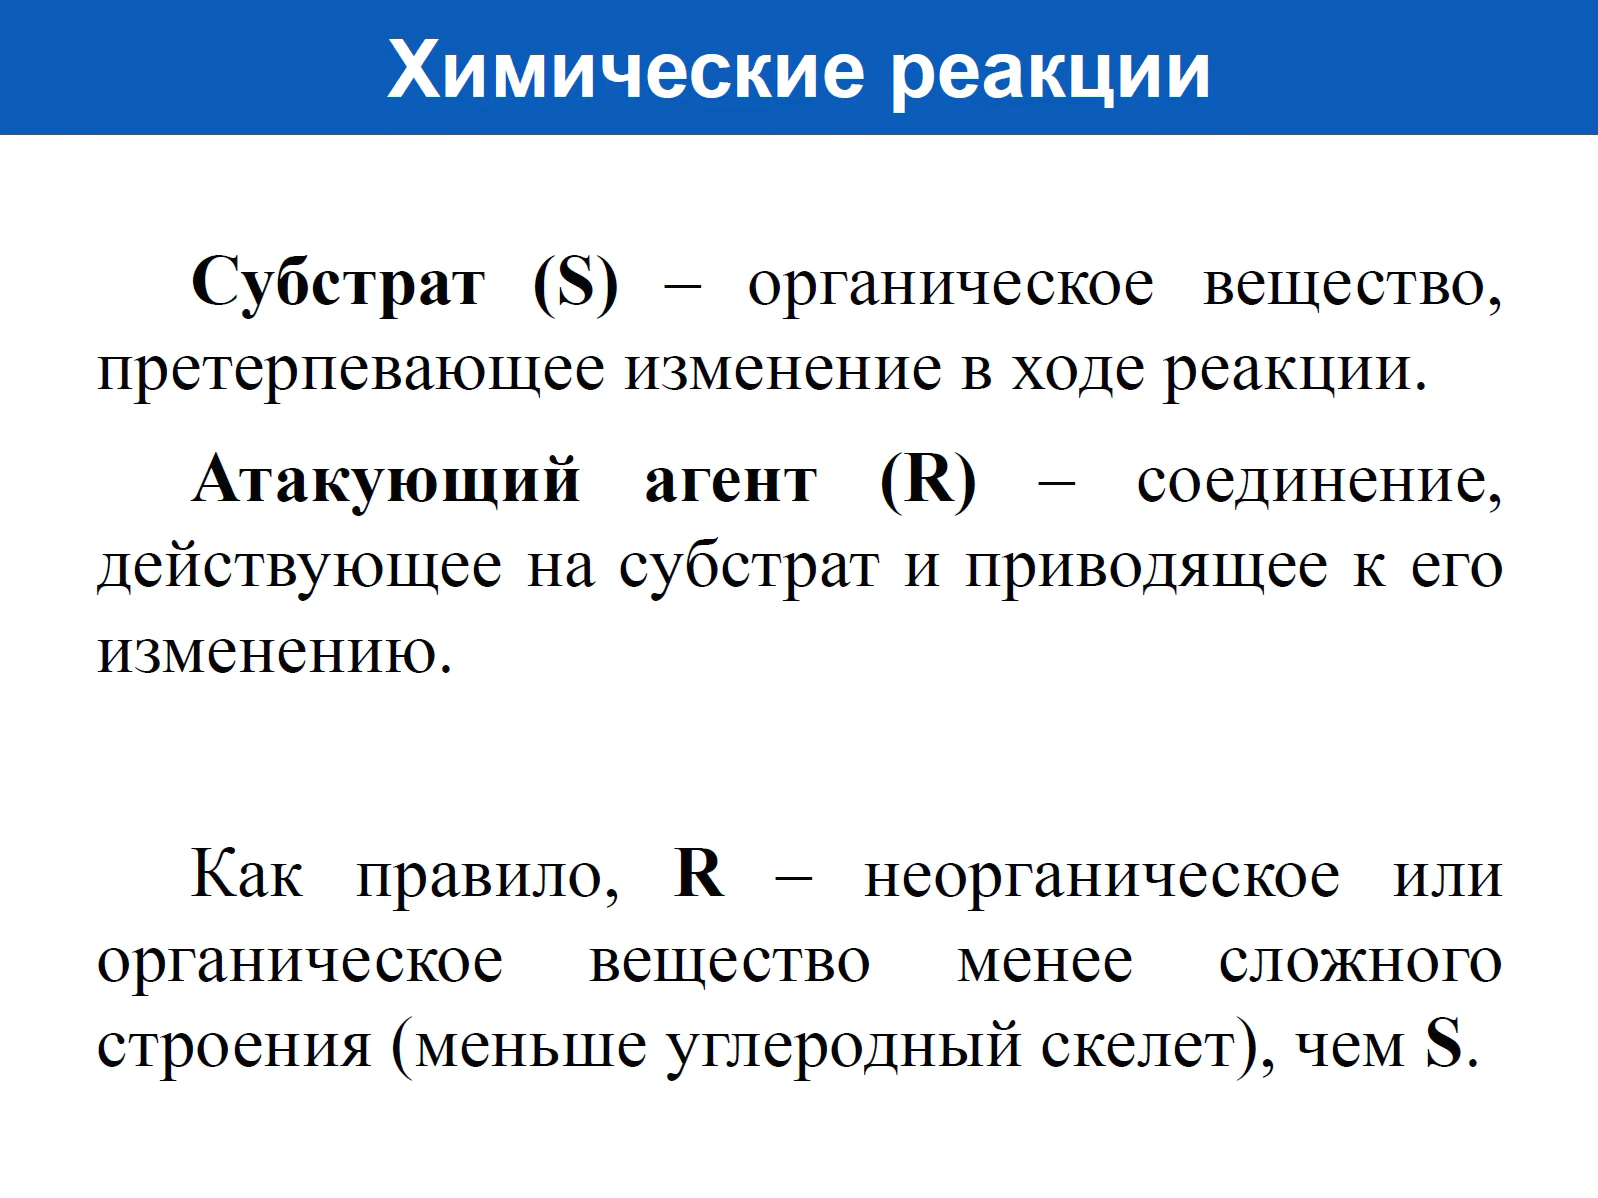 Химические реакции
Субстрат (S) – органическое вещество,
претерпевающее изменение в ходе реакции.
Атакующий агент (R) – соединение,
действующее на субстрат и приводящее к его
изменению.
Как правило, R – неорганическое или
органическое вещество менее сложного
строения (меньше углеродный скелет), чем S.